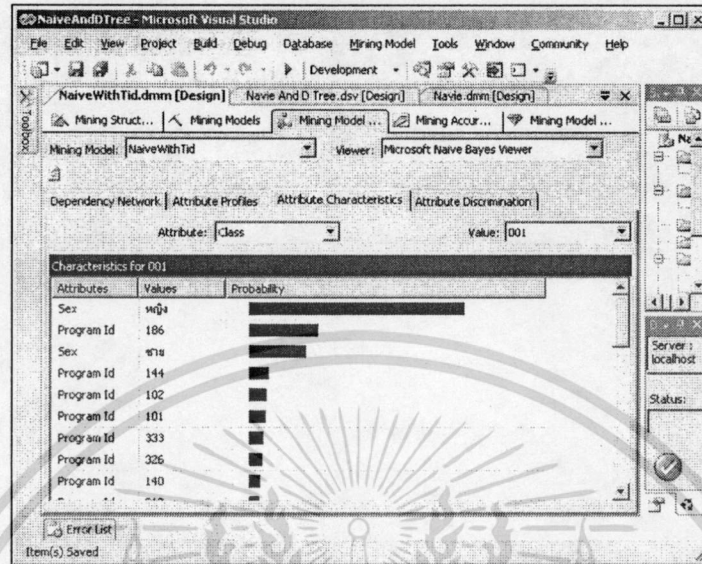 NaiveAndDTree - Microsoft Visual Studio
File Edit View Project Build Debug Database Mining Model Tools Window Community Help
Development
Toolbox
NaiveWithTid.dmm [Design] Navie And D Tree.dsv [Design] Navie.dmm [Design]
Mining Struct... Mining Models Mining Model ... Mining Accur... Mining Model ...
Mining Model: NaiveWithTid Viewer: Microsoft Naive Bayes Viewer
Dependency Network Attribute Profiles Attribute Characteristics Attribute Discrimination
Attribute: Class Value: 001
Characteristics for 001
Attributes Values Probability
Sex หญิง
Program Id 186
Sex ชาย
Program Id 144
Program Id 102
Program Id 101
Program Id 333
Program Id 326
Program Id 140
Server :
localhost
Status:
Error List
Item(s) Saved